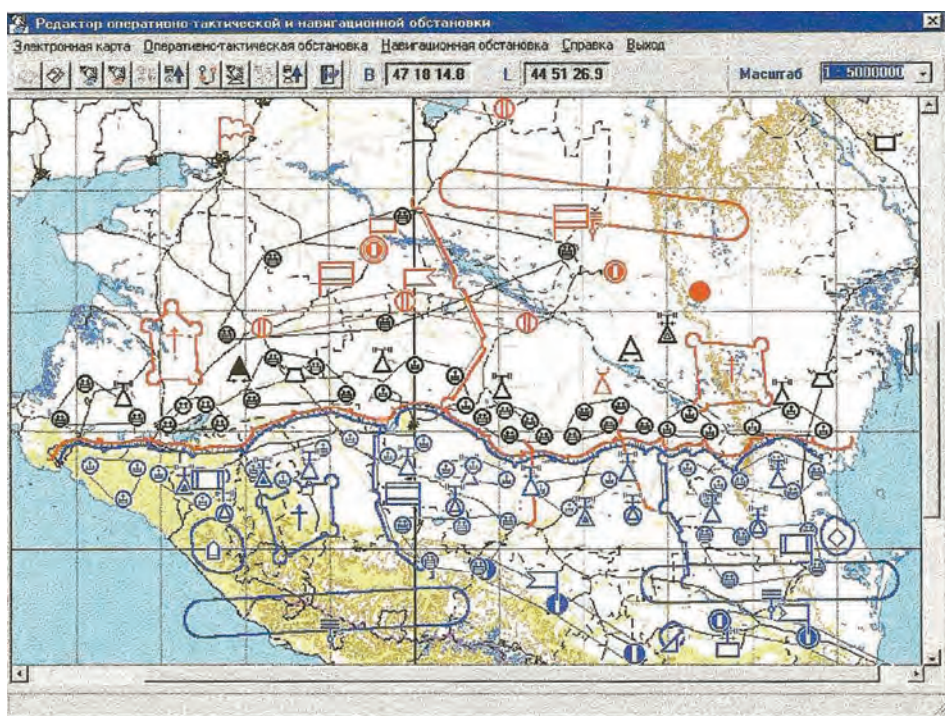 Редактор оперативно-тактической и навигационной обстановки
Электронная карта Оперативно-тактическая обстановка Навигационная обстановка Справка Выход
B 47 18 14.8 L 44 51 26.9 Масштаб 1 - 5000000